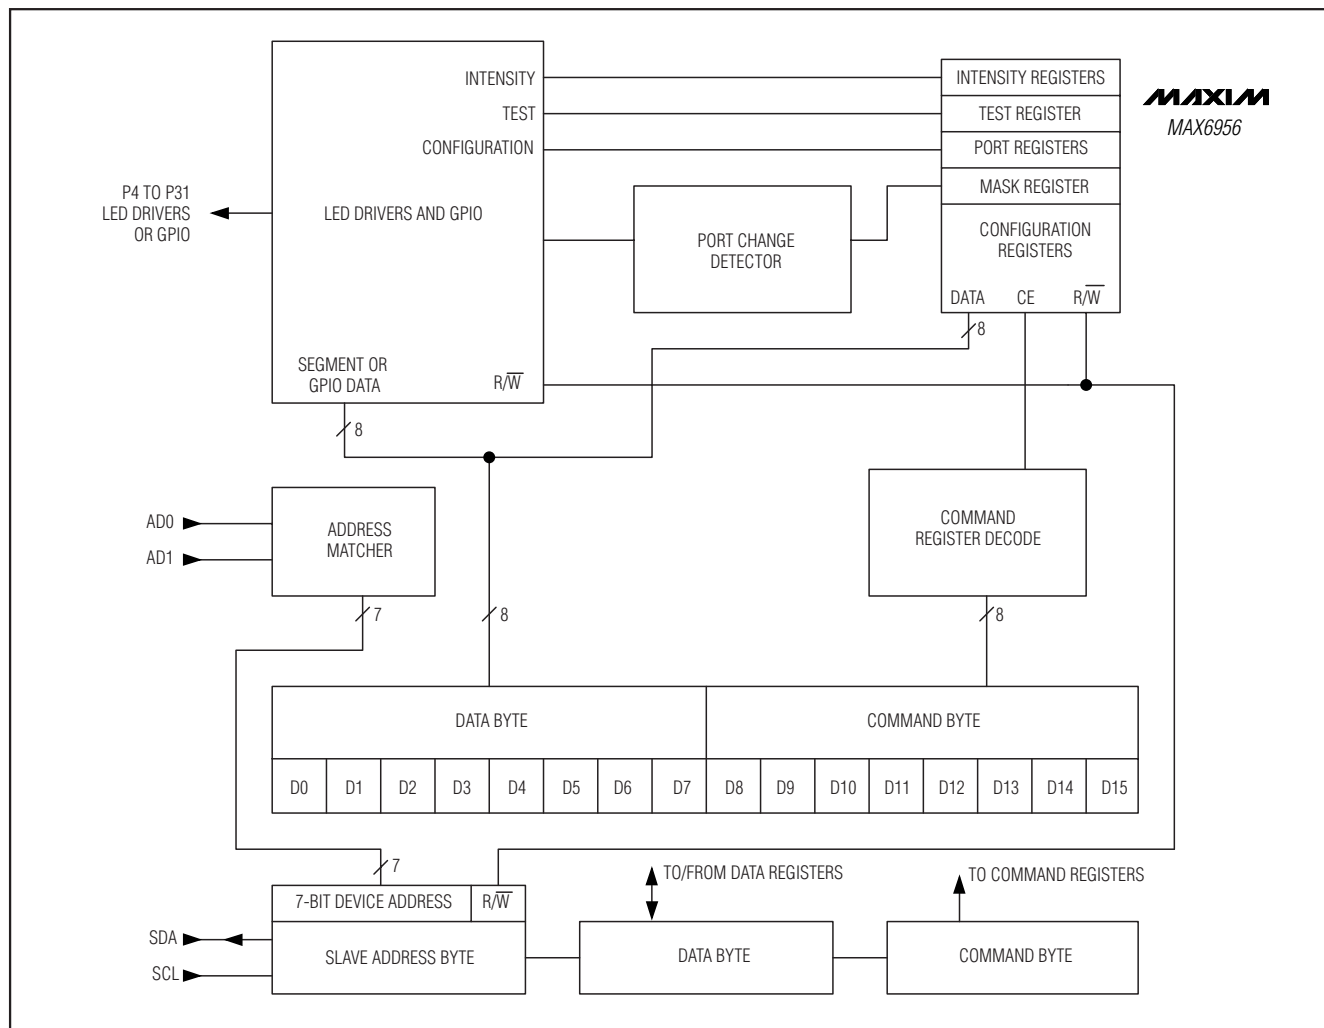 INTENSITY
TEST
CONFIGURATION
LED DRIVERS AND GPIO
SEGMENT OR
GPIO DATA
R/W̅
8
P4 TO P31
LED DRIVERS
OR GPIO
PORT CHANGE
DETECTOR
INTENSITY REGISTERS
TEST REGISTER
PORT REGISTERS
MASK REGISTER
CONFIGURATION
REGISTERS
DATA CE R/W̅
8
MAXIM
MAX6956
AD0
AD1
ADDRESS
MATCHER
7
8
COMMAND
REGISTER DECODE
8
DATA BYTE COMMAND BYTE
D0 D1 D2 D3 D4 D5 D6 D7 D8 D9 D10 D11 D12 D13 D14 D15
7
7-BIT DEVICE ADDRESS R/W̅
SLAVE ADDRESS BYTE
SDA
SCL
TO/FROM DATA REGISTERS
DATA BYTE
TO COMMAND REGISTERS
COMMAND BYTE